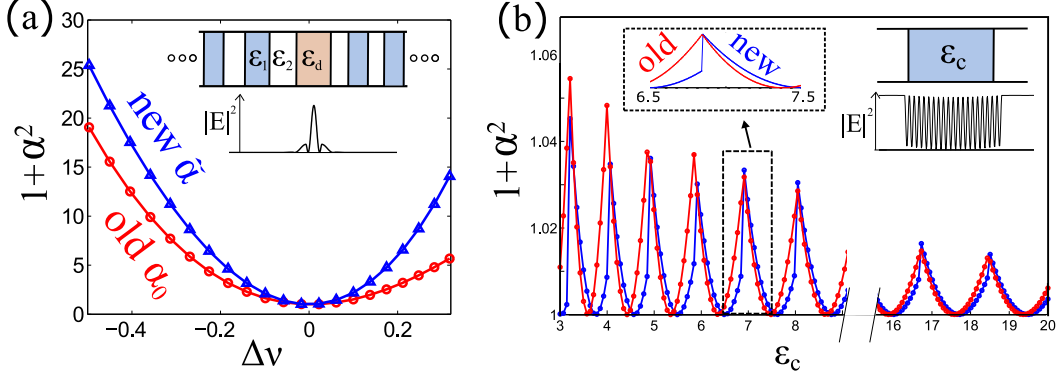 (a)
30
25
20
15
10
5
0
1+α²
−0.4
−0.2
0
0.2
Δν
new α̃
old α₀
ε₁ ε₂ ε_d
|E|²
(b)
1.06
1.04
1.02
1
1+α²
3 4 5 6 7 8 16 17 18 19 20
ε_c
old new
6.5 7.5
ε_c
|E|²